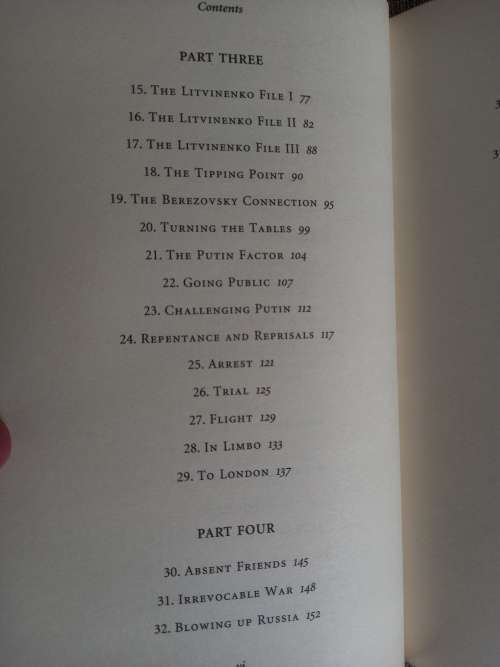 Contents
PART THREE
15. The Litvinenko File I 77
16. The Litvinenko File II 82
17. The Litvinenko File III 88
18. The Tipping Point 90
19. The Berezovsky Connection 95
20. Turning the Tables 99
21. The Putin Factor 104
22. Going Public 107
23. Challenging Putin 112
24. Repentance and Reprisals 117
25. Arrest 121
26. Trial 125
27. Flight 129
28. In Limbo 133
29. To London 137
PART FOUR
30. Absent Friends 145
31. Irrevocable War 148
32. Blowing up Russia 152
vi